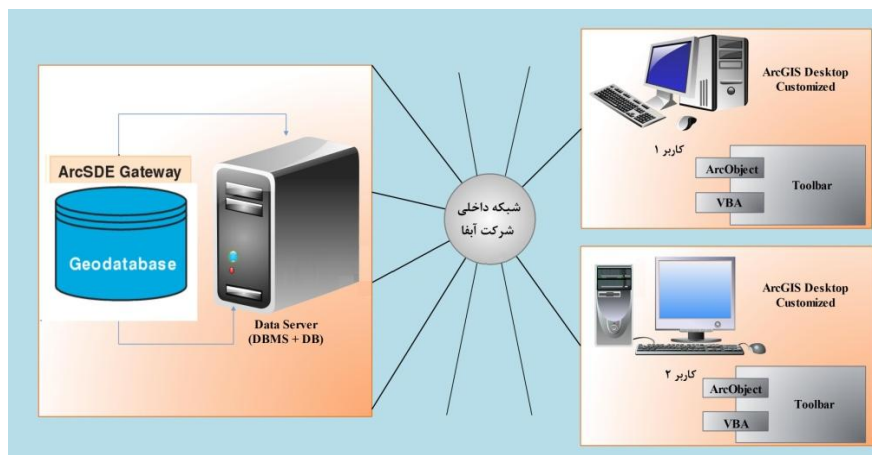 ArcSDE Gateway
Geodatabase
Data Server
(DBMS + DB)
شبکه داخلی
شرکت آبفا
ArcGIS Desktop
Customized
کاربر ۱
ArcObject
VBA
Toolbar
ArcGIS Desktop
Customized
کاربر ۲
ArcObject
VBA
Toolbar